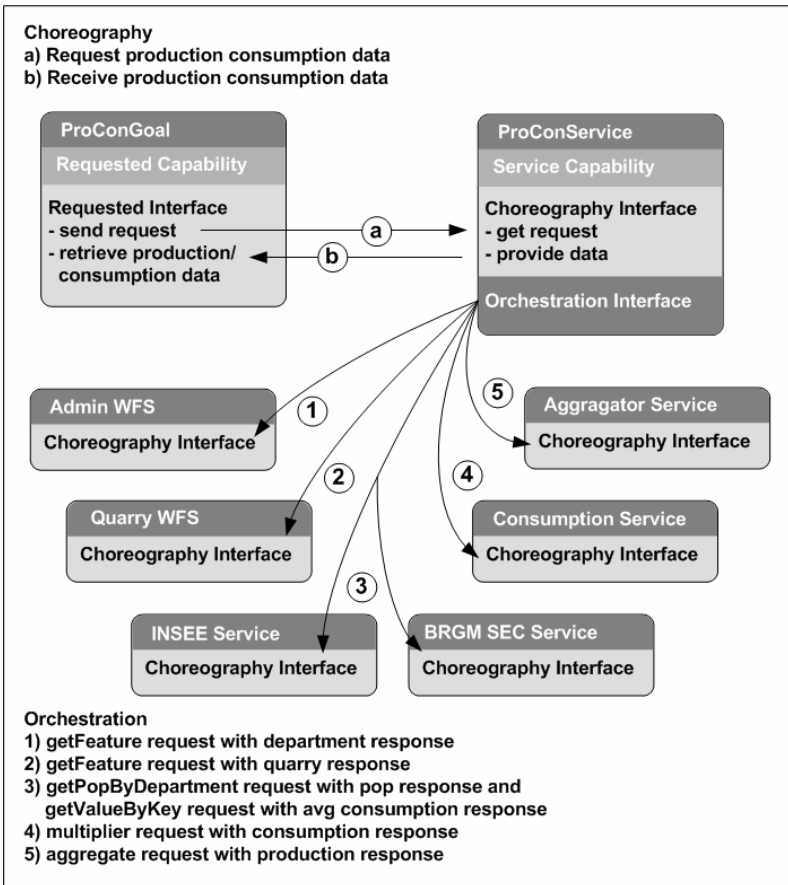 Choreography
a) Request production consumption data
b) Receive production consumption data
ProConGoal
Requested Capability
Requested Interface
- send request
- retrieve production/
consumption data
a
b
ProConService
Service Capability
Choreography Interface
- get request
- provide data
Orchestration Interface
Admin WFS
Choreography Interface
1
5
Aggragator Service
Choreography Interface
2
4
Quarry WFS
Choreography Interface
Consumption Service
Choreography Interface
3
INSEE Service
Choreography Interface
BRGM SEC Service
Choreography Interface
Orchestration
1) getFeature request with department response
2) getFeature request with quarry response
3) getPopByDepartment request with pop response and
getValueByKey request with avg consumption response
4) multiplier request with consumption response
5) aggregate request with production response